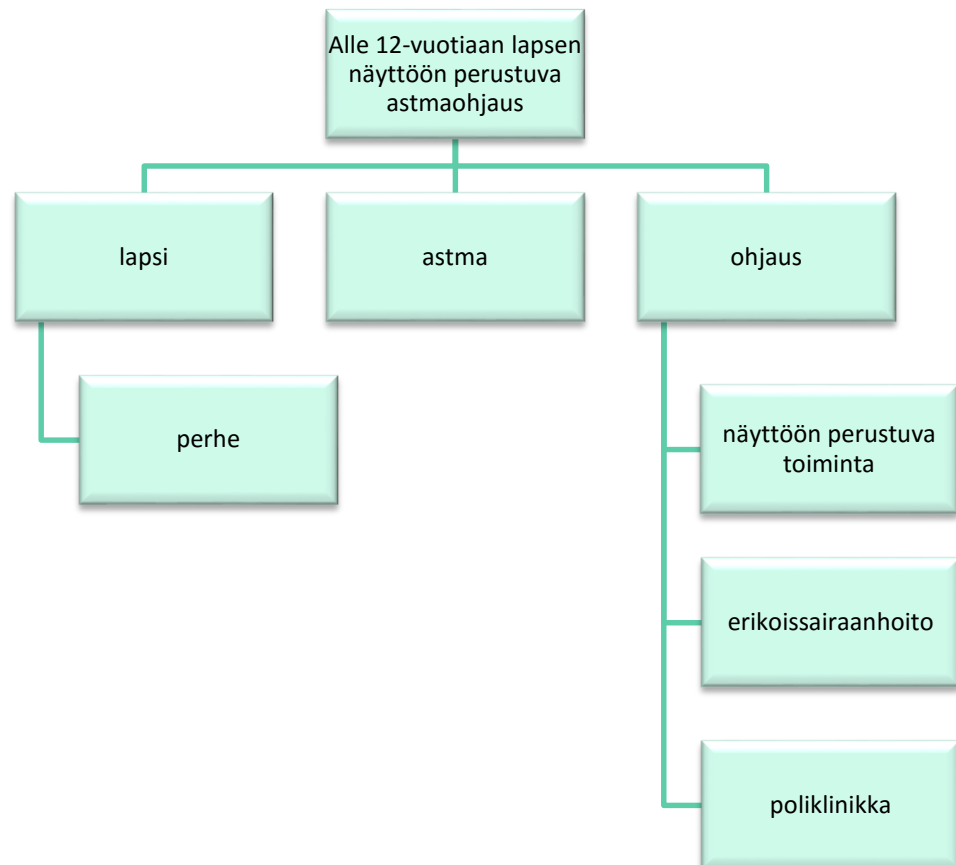 Alle 12-vuotiaan lapsen
näyttöön perustuva
astmaohjaus
lapsi
astma
ohjaus
perhe
näyttöön perustuva
toiminta
erikoissairaanhoito
poliklinikka